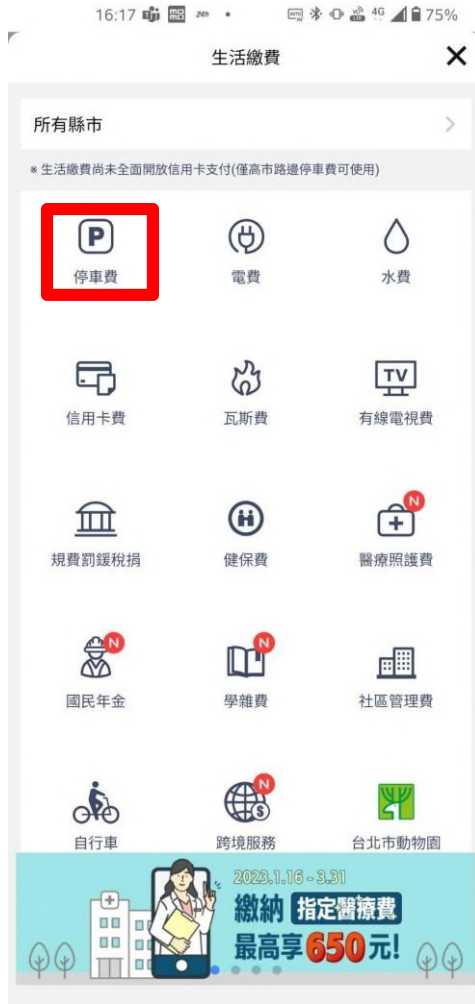 16:17
4G 75%
生活繳費
所有縣市
※生活繳費尚未全面開放信用卡支付(僅高市路邊停車費可使用)
P
停車費 電費 水費
TV
信用卡費 瓦斯費 有線電視費
N
規費罰鍰稅捐 健保費 醫療照護費
N N
國民年金 學雜費 社區管理費
N
$
自行車 跨境服務 台北市動物園
2023.1.16 - 3.31
繳納 指定醫療費
最高享650元!